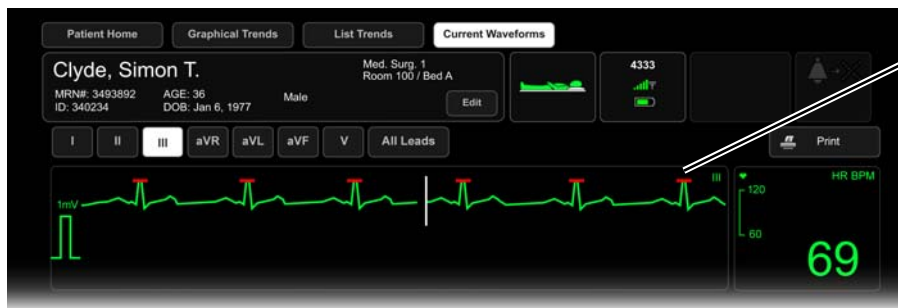 Patient Home
Graphical Trends
List Trends
Current Waveforms
Clyde, Simon T.
Med. Surg. 1
Room 100 / Bed A
MRN#: 3493892
AGE: 36
Male
ID: 340234
DOB: Jan 6, 1977
Edit
4333
I
II
III
aVR
aVL
aVF
V
All Leads
Print
III
1mV
HR BPM
120
60
69